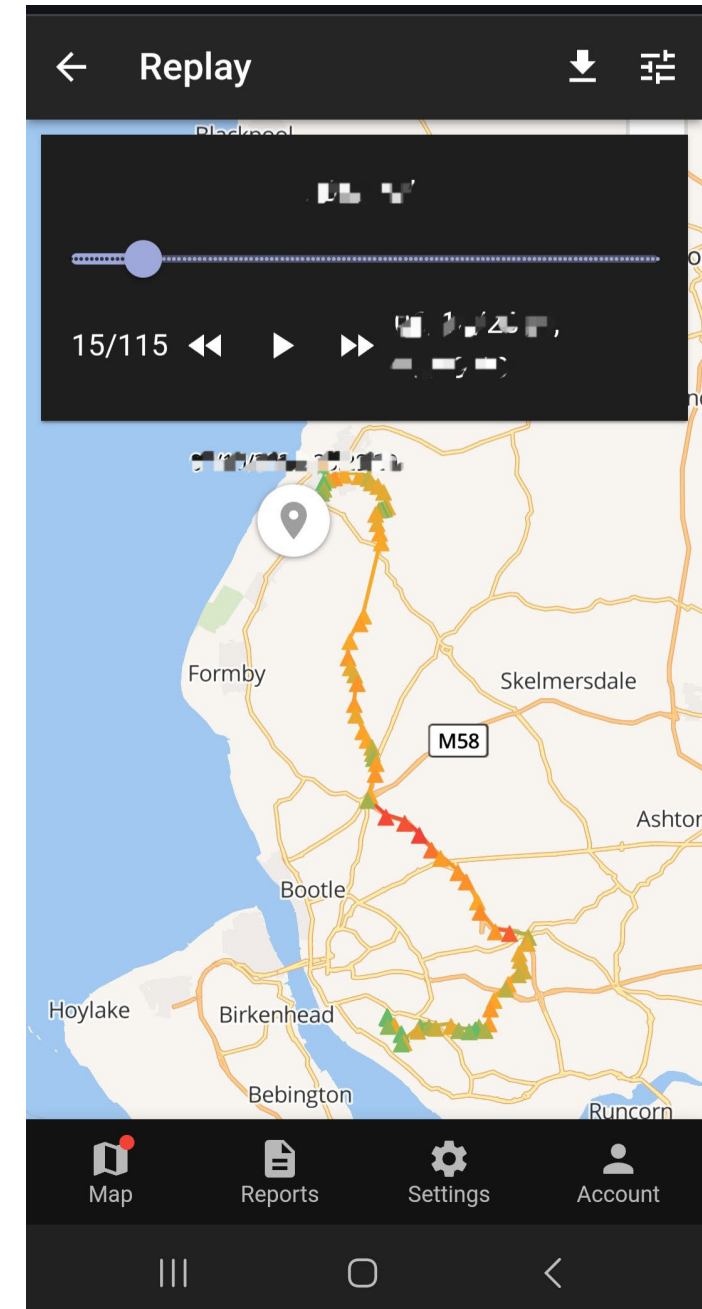 Replay
Blackpool
15/115
Formby
Skelmersdale
M58
Ashton
Bootle
Hoylake
Birkenhead
Bebington
Runcorn
Map
Reports
Settings
Account